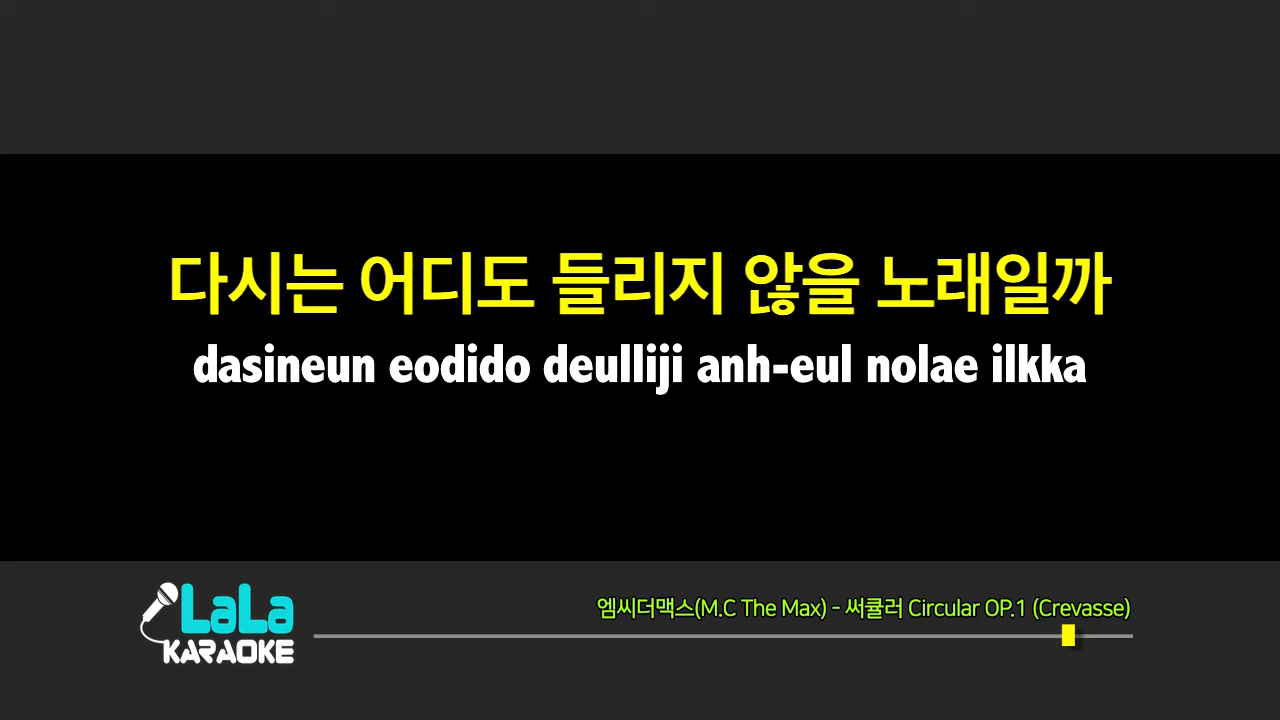 다시는 어디도 들리지 않을 노래일까
dasineun eodido deulliji anh-eul nolae ilkka
LaLa
KARAOKE
엠씨더맥스(M.C The Max) - 써큘러 Circular OP.1 (Crevasse)